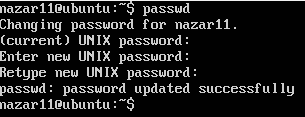 nazar11@ubuntu:~$ passwd
Changing password for nazar11.
(current) UNIX password:
Enter new UNIX password:
Retype new UNIX password:
passwd: password updated successfully
nazar11@ubuntu:~$